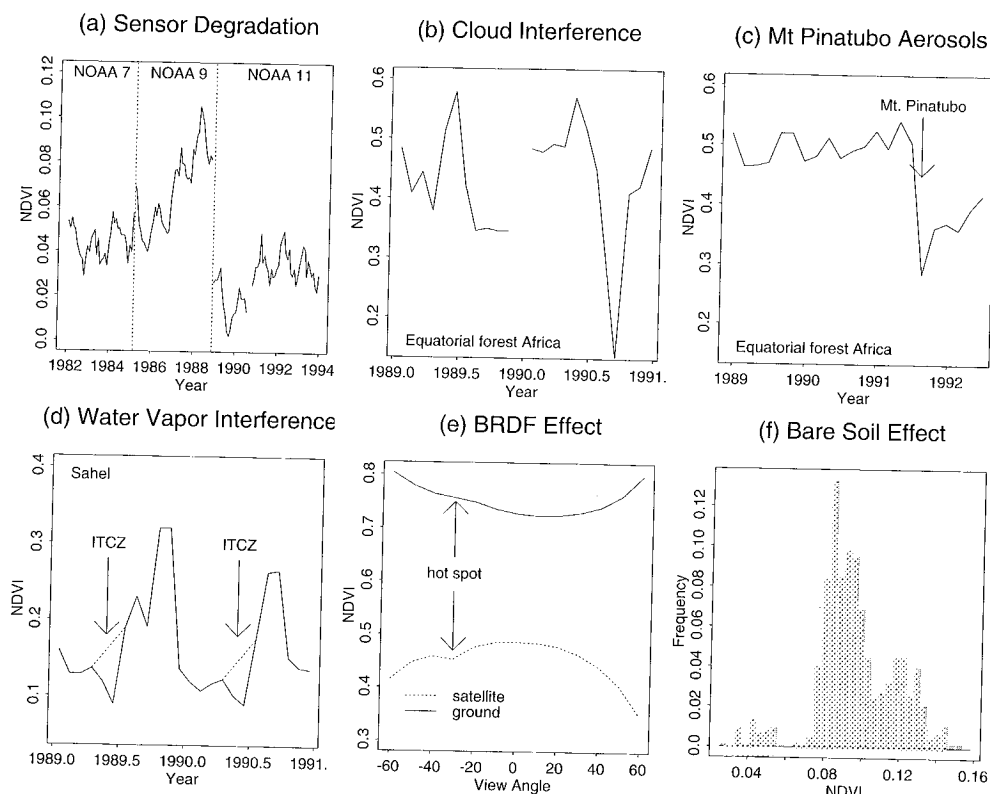 (a) Sensor Degradation
NOAA 7
NOAA 9
NOAA 11
0.12
0.10
0.08
0.06
0.04
0.02
0.0
NDVI
1982 1984 1986 1988 1990 1992 1994
Year
(b) Cloud Interference
0.6
0.5
0.4
0.3
0.2
NDVI
Equatorial forest Africa
1989.0 1989.5 1990.0 1990.5 1991.
Year
(c) Mt Pinatubo Aerosols
Mt. Pinatubo
0.6
0.5
0.4
0.3
0.2
NDVI
Equatorial forest Africa
1989 1990 1991 1992
Year
(d) Water Vapor Interference
Sahel
ITCZ
ITCZ
0.4
0.3
0.2
0.1
NDVI
1989.0 1989.5 1990.0 1990.5 1991.
Year
(e) BRDF Effect
0.8
0.7
0.6
0.5
0.4
0.3
NDVI
hot spot
satellite
ground
-60 -40 -20 0 20 40 60
View Angle
(f) Bare Soil Effect
0.12
0.10
0.08
0.06
0.04
0.02
0.0
Frequency
0.04 0.08 0.12 0.16
NDVI